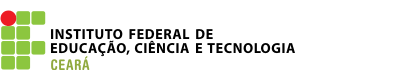 INSTITUTO FEDERAL DE
EDUCAÇÃO, CIÊNCIA E TECNOLOGIA
CEARÁ